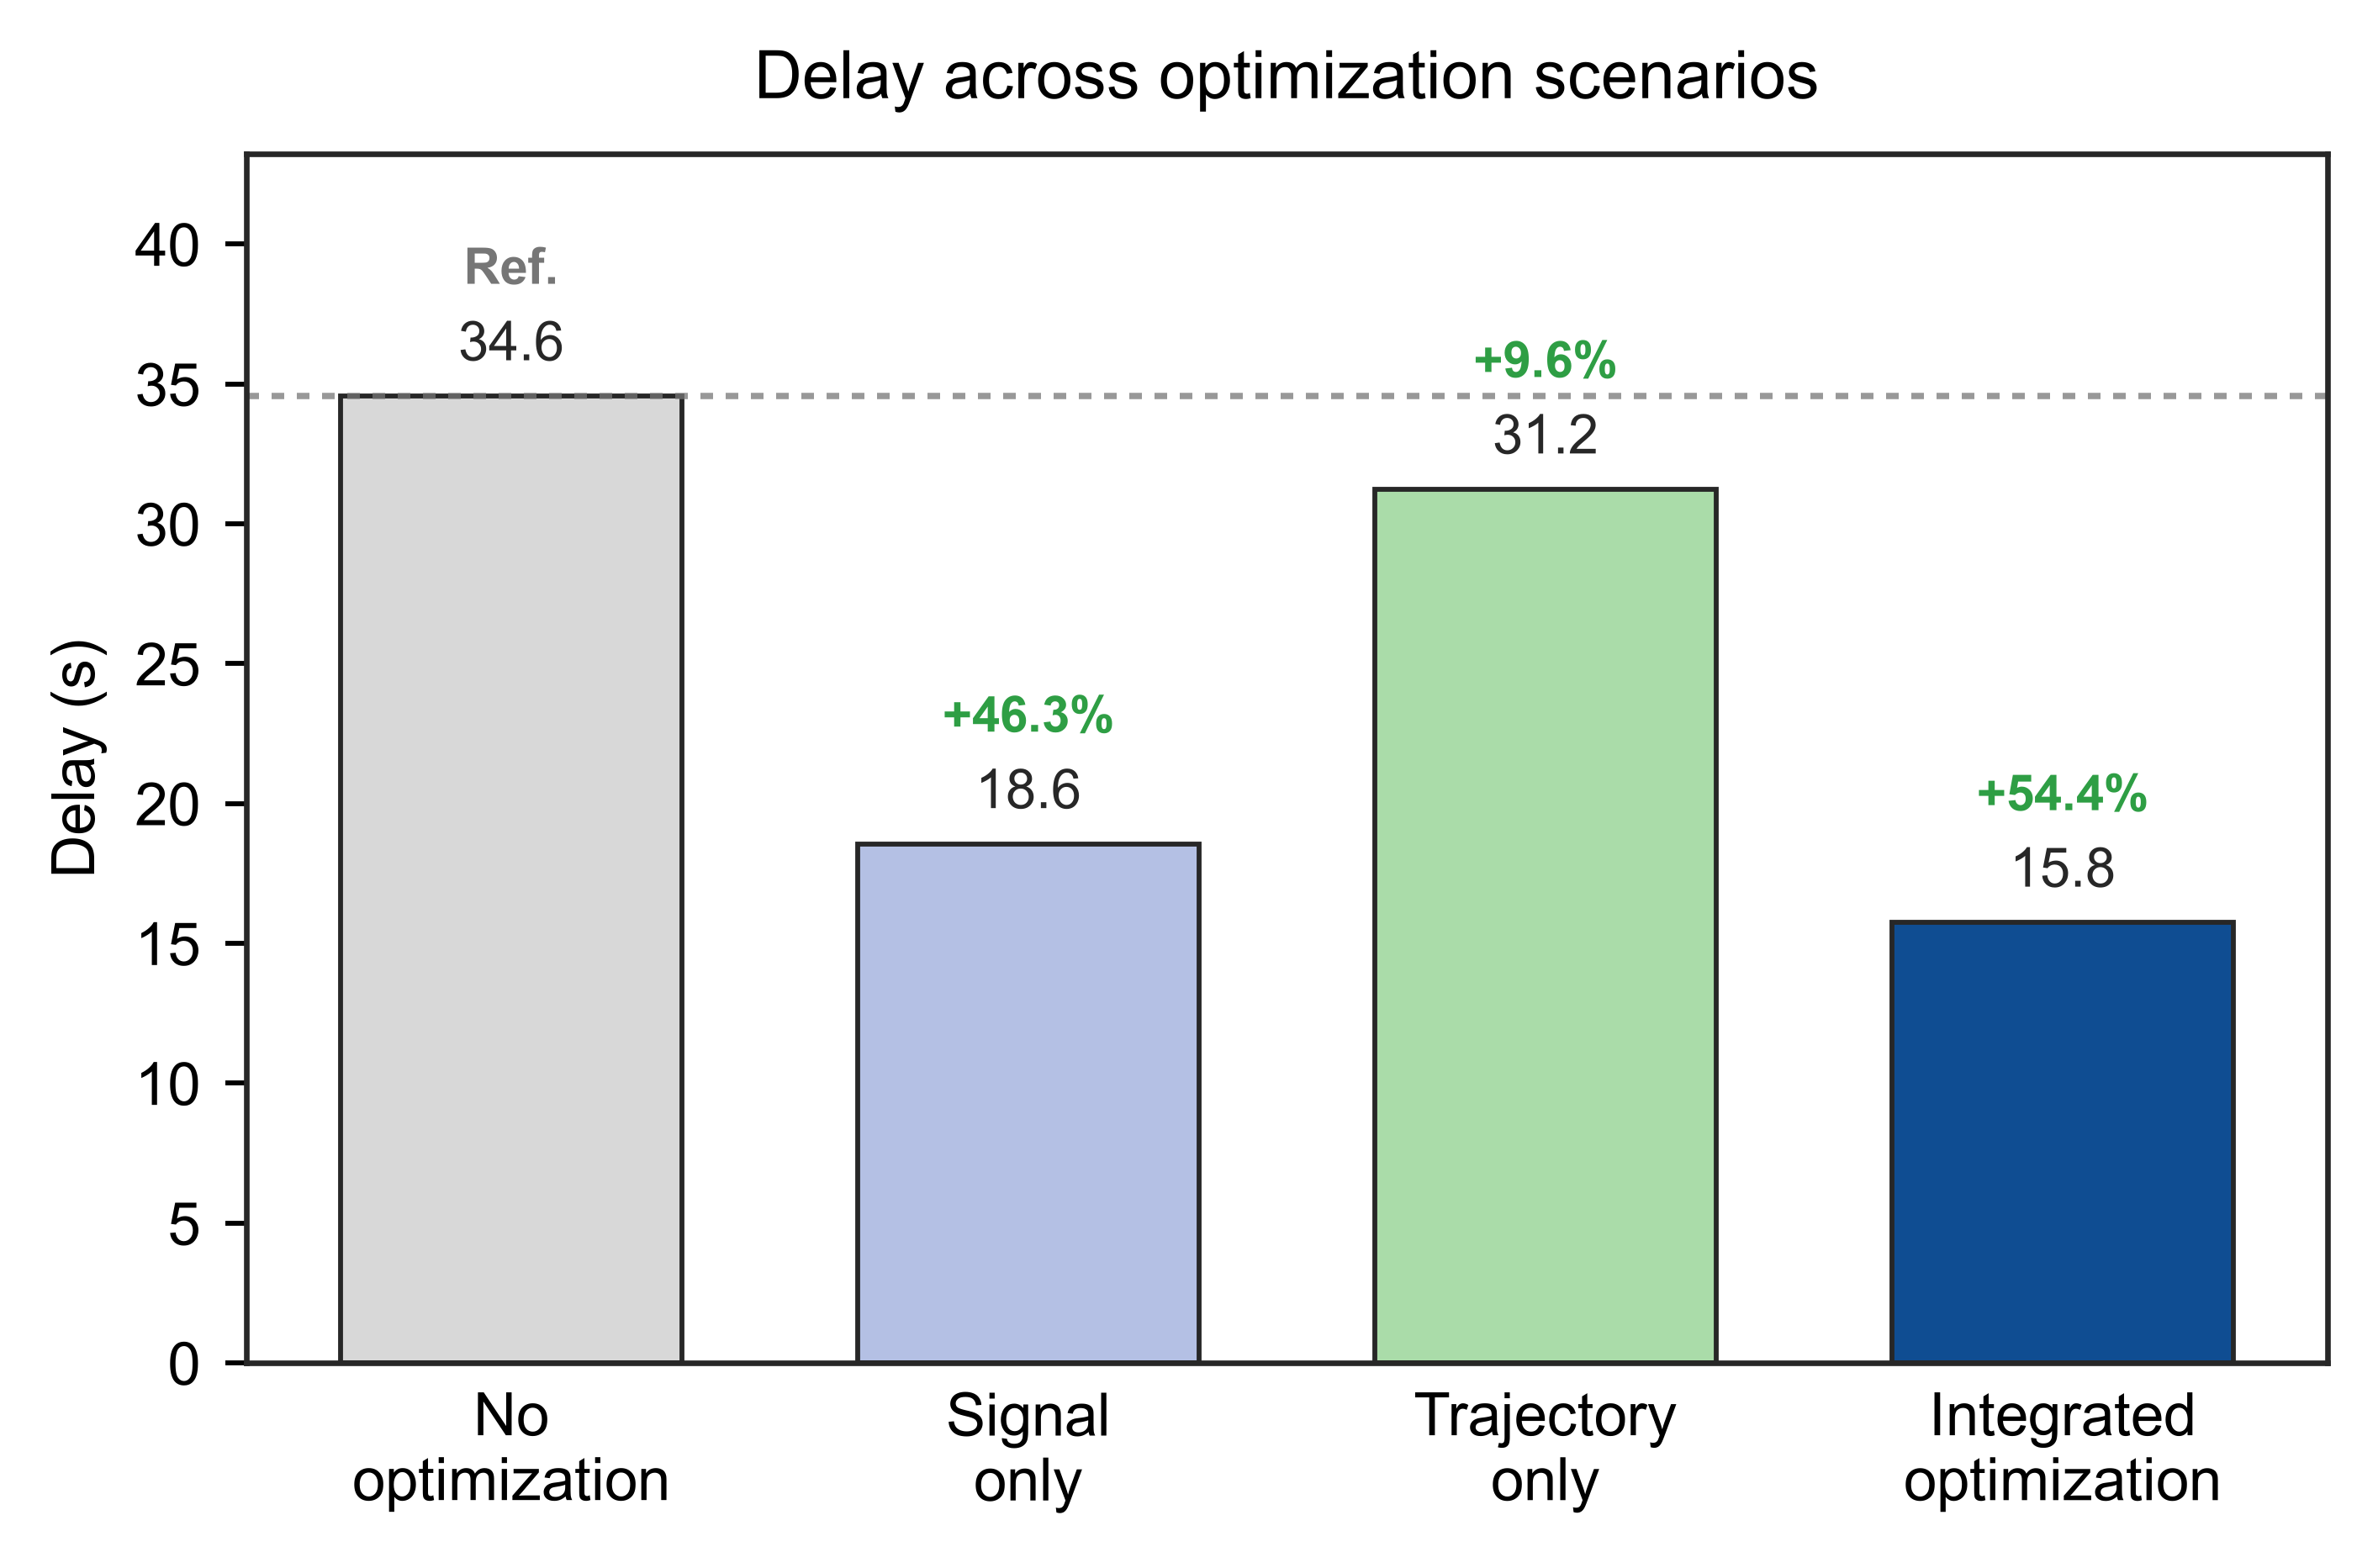 Delay across optimization scenarios
Delay (s)
40
35
30
25
20
15
10
5
0
Ref.
34.6
+46.3%
18.6
+9.6%
31.2
+54.4%
15.8
No
optimization
Signal
only
Trajectory
only
Integrated
optimization